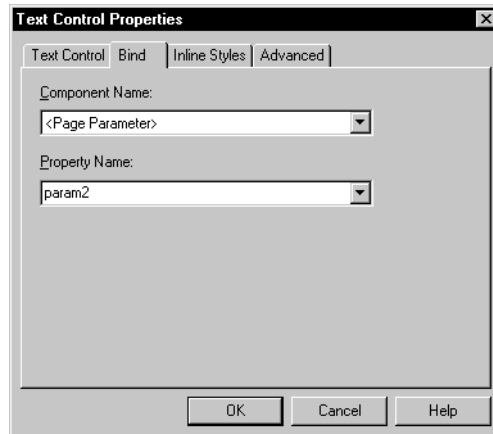 Text Control Properties
Text Control Bind Inline Styles Advanced
Component Name:
<Page Parameter>
Property Name:
param2
OK Cancel Help